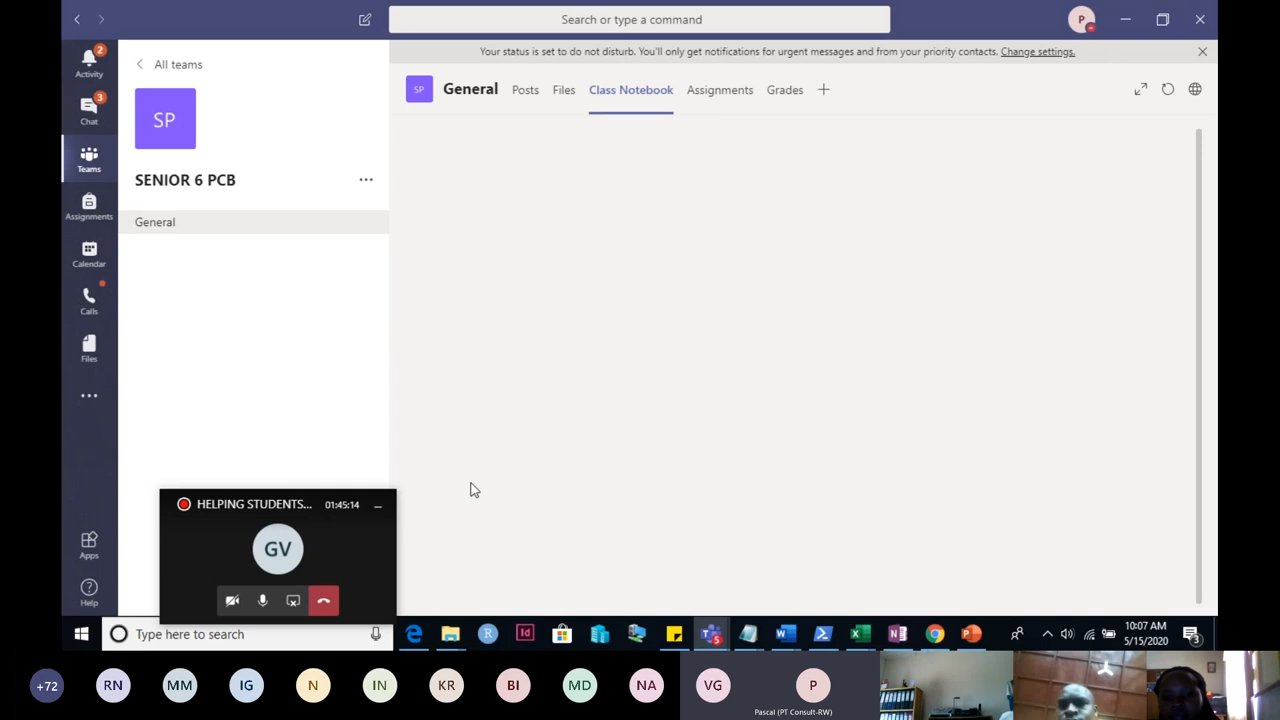 Search or type a command
P
2
Activity
3
Chat
Teams
Assignments
Calendar
Calls
Files
Apps
Help
All teams
SP
SENIOR 6 PCB
General
Your status is set to do not disturb. You'll only get notifications for urgent messages and from your priority contacts. Change settings.
SP
General
Posts
Files
Class Notebook
Assignments
Grades
HELPING STUDENTS...
01:45:14
GV
Type here to search
5
10:07 AM
5/15/2020
3
+72
RN
MM
IG
N
IN
KR
BI
MD
NA
VG
P
Pascal (PT Consult-RW)